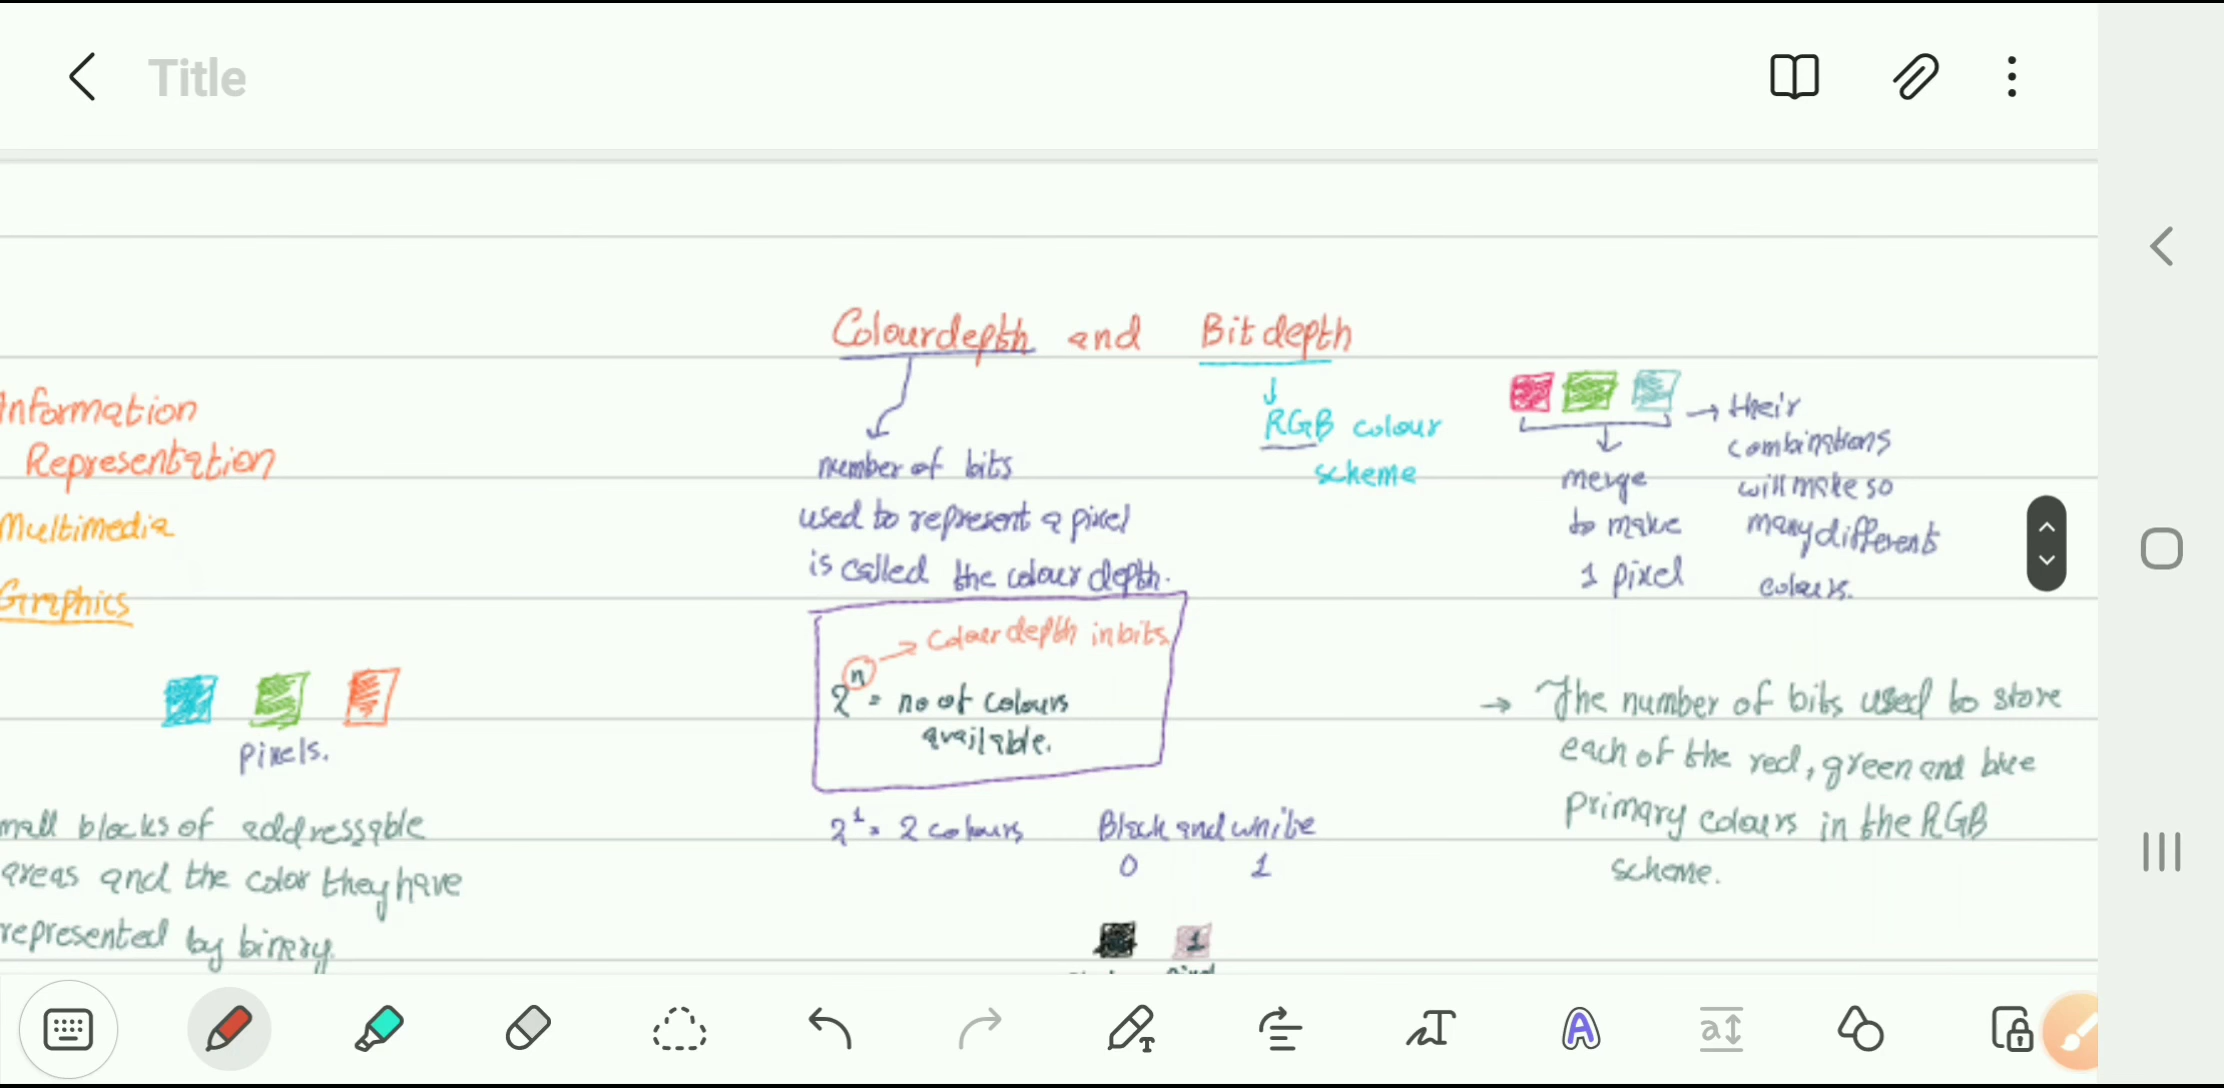 Title
Information
Representation
Multimedia
Graphics
pixels.
mall blocks of addressable
areas and the color they have
represented by binary.
Colourdepth and Bit depth
number of bits
used to represent a pixel
is called the colour depth.
Colour depth in bits
2^n = no of colours
available.
2^1 = 2 colours Black and white
0 1
1
pixel
RGB colour
scheme
merge
to make
1 pixel
their
combinations
will make so
many different
colours.
→ The number of bits used to store
each of the red, green and blue
primary colours in the RGB
scheme.